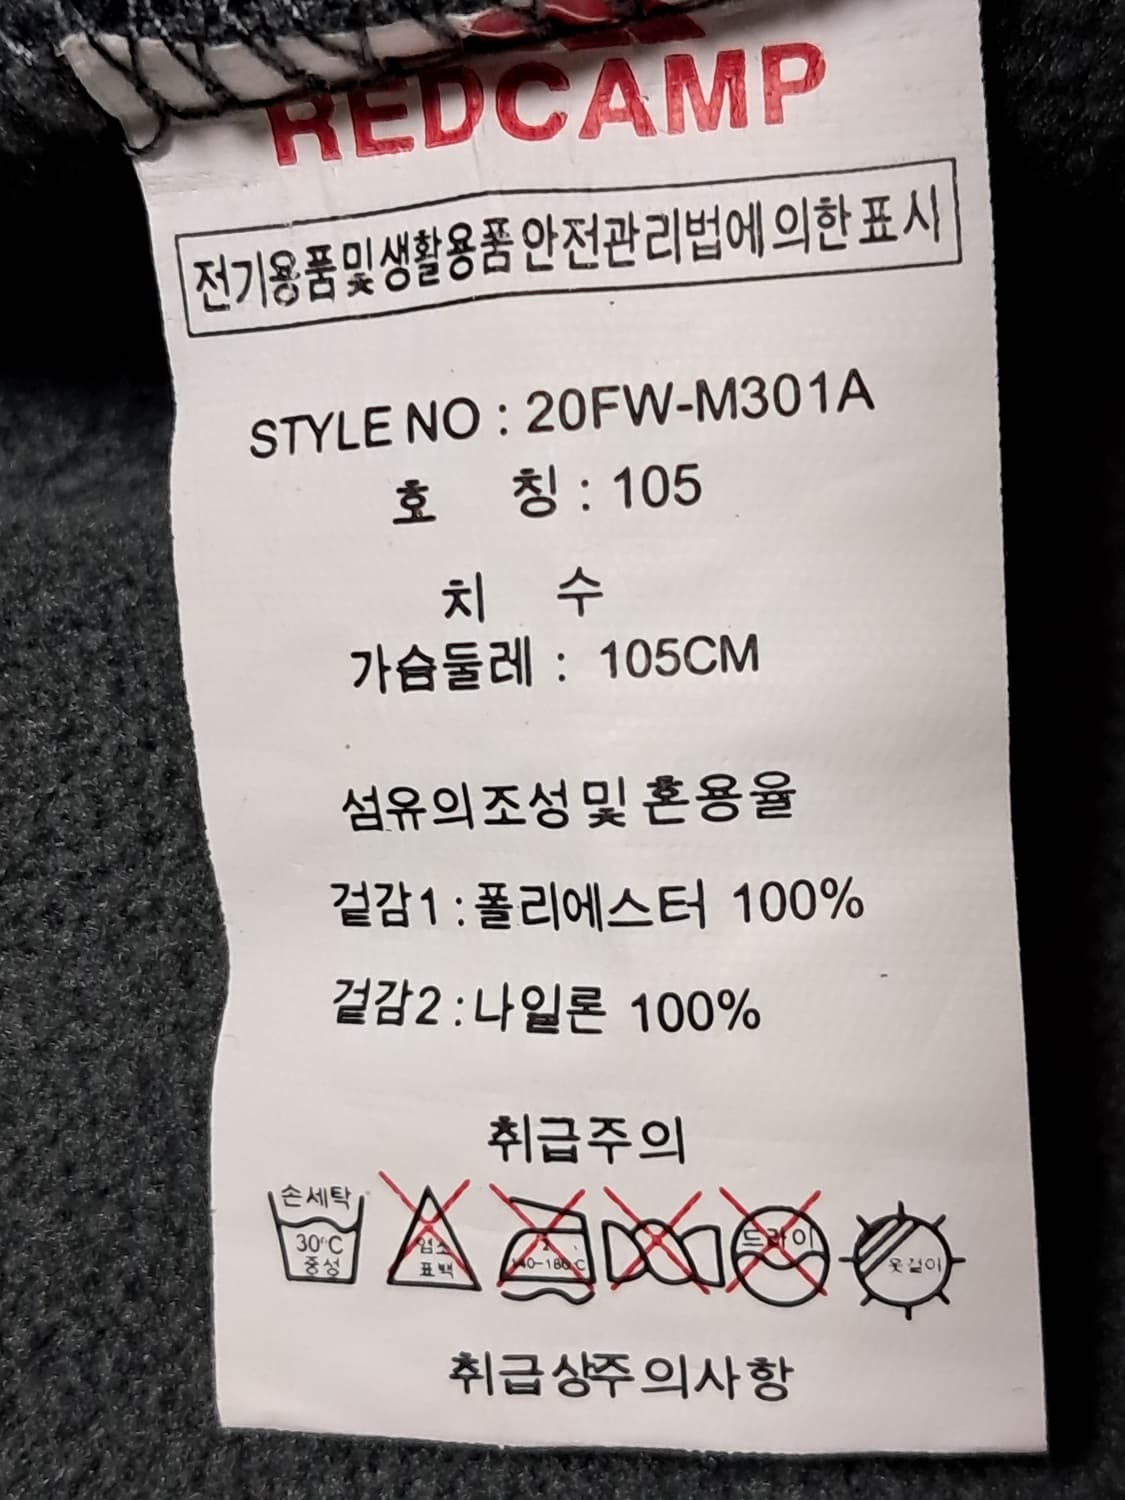 REDCAMP
전기용품및생활용품안전관리법에의한표시
STYLE NO : 20FW-M301A
호 칭 : 105
치 수
가슴둘레 : 105CM
섬유의조성및혼용율
겉감1 : 폴리에스터 100%
겉감2 : 나일론 100%
취급주의
손세탁
30°C
중성
염소
표백
140-160°C
드라이
옷걸이
취급상주의사항